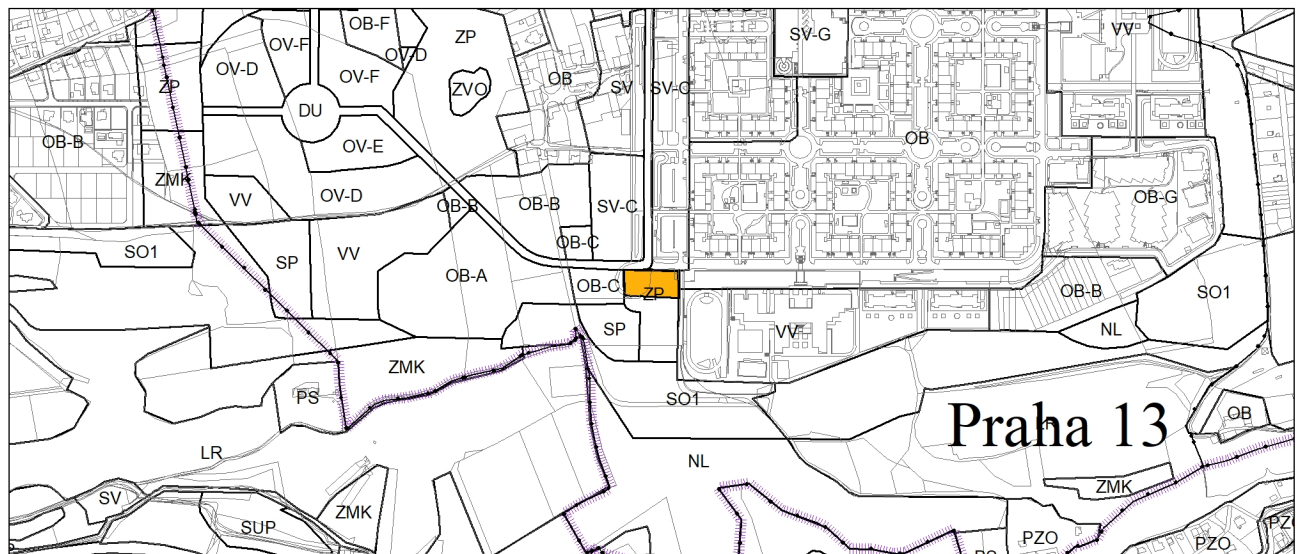 OB-F
ZP
SV-G
VV
OV-F
OV-D
OV-D
ZP
OV-F
OB
SV
SV-C
ZVO
DU
OB
OB-B
OV-E
ZMK
VV
OV-D
OB-B
OB-B
SV-C
OB-G
SO1
OB-C
SP
VV
OB-A
OB-C
ZP
OB-B
SO1
SP
VV
NL
ZMK
PS
SO1
OB
Praha 13
LR
NL
ZMK
SV
ZMK
SUP
PZO
PZO